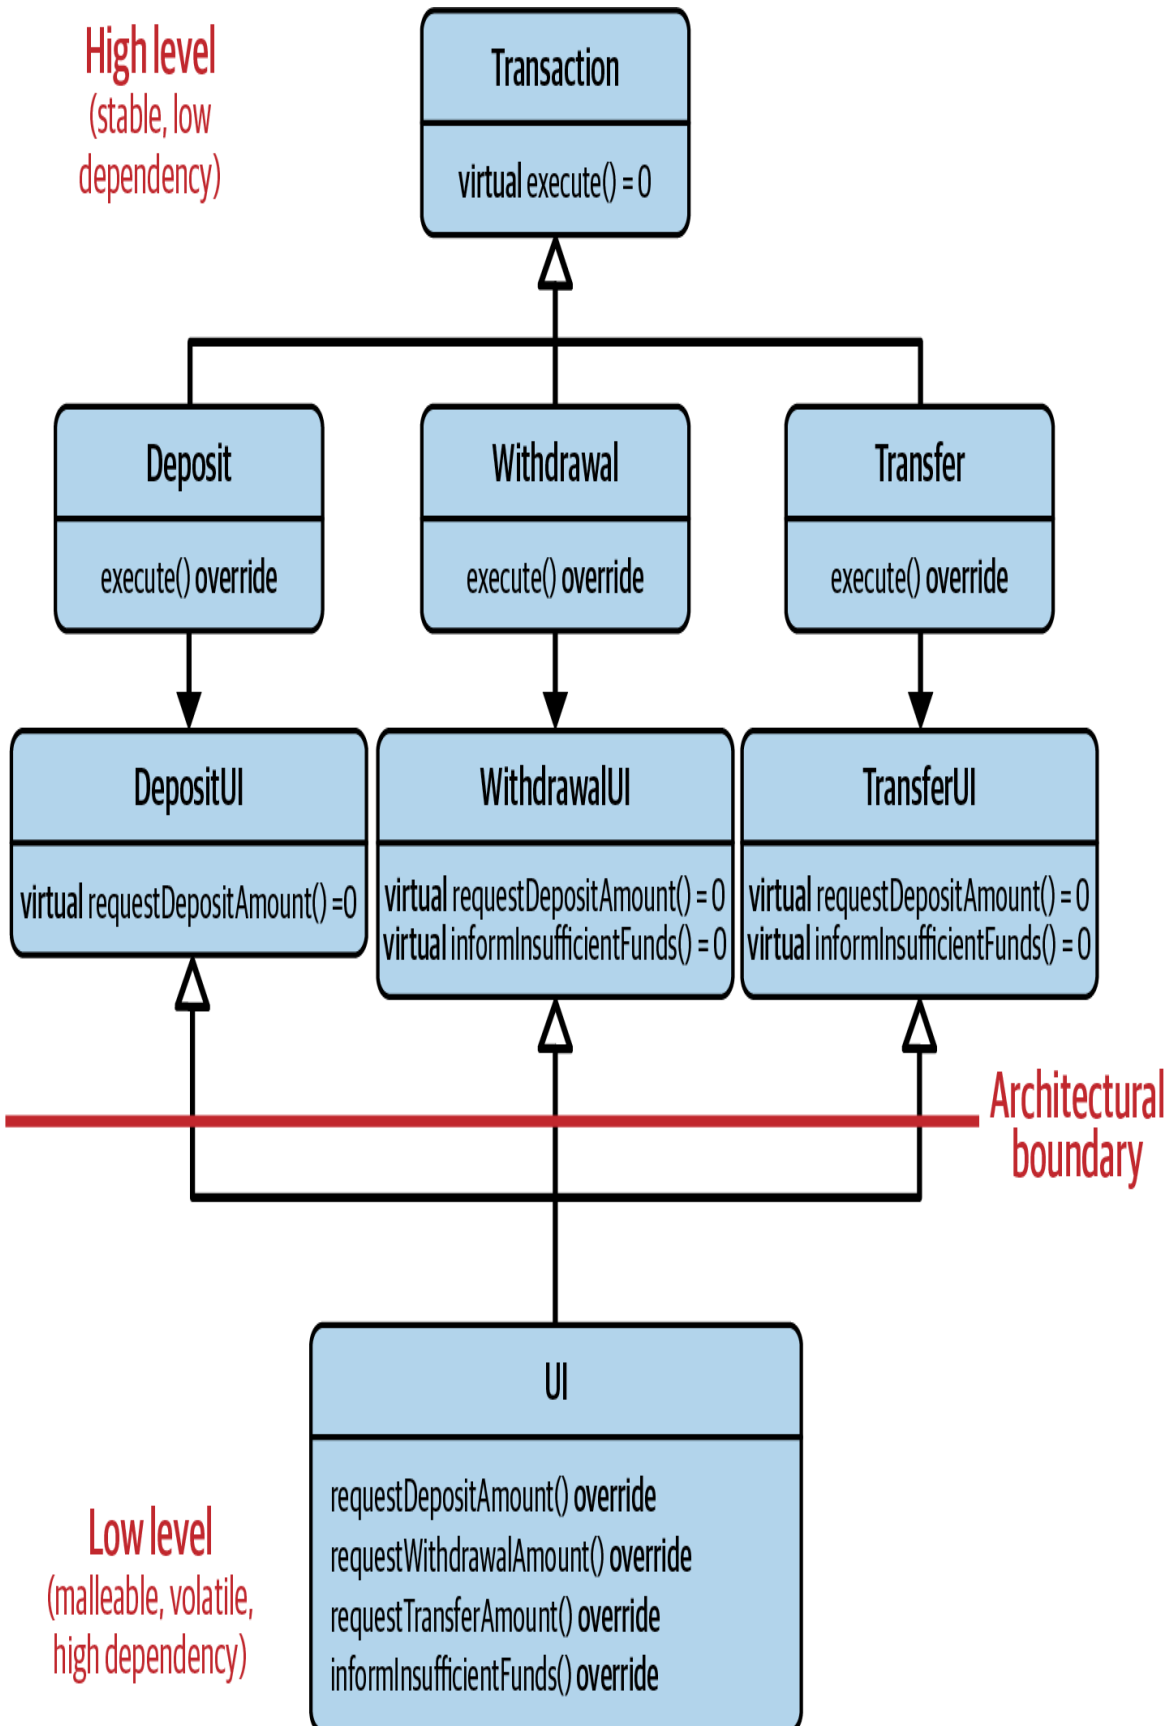 High level
(stable, low
dependency)
Transaction
virtual execute() = 0
Deposit
execute() override
Withdrawal
execute() override
Transfer
execute() override
DepositUI
virtual requestDepositAmount() =0
WithdrawalUI
virtual requestDepositAmount() = 0
virtual informInsufficientFunds() = 0
TransferUI
virtual requestDepositAmount() = 0
virtual informInsufficientFunds() = 0
Architectural
boundary
UI
requestDepositAmount() override
requestWithdrawalAmount() override
requestTransferAmount() override
informInsufficientFunds() override
Low level
(malleable, volatile,
high dependency)